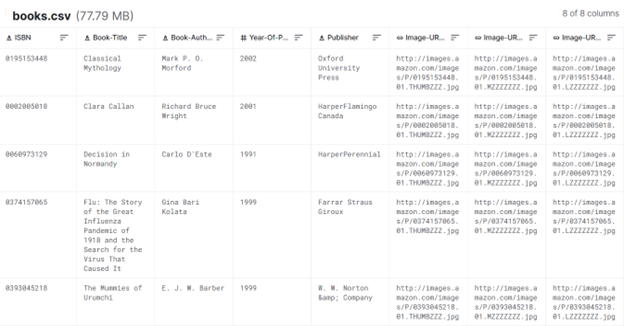 books.csv (77.79 MB)
8 of 8 columns
ISBN
Book-Title
Book-Auth...
Year-Of-P...
Publisher
Image-UR...
Image-UR...
Image-UR...
0195153448
Classical
Mythology
Mark P. O.
Morford
2002
Oxford
University
Press
http://images.a
mazon.com/image
s/P/0195153448.
01.THUMBZZZ.jpg
http://images.a
mazon.com/image
s/P/0195153448.
01.MZZZZZZZ.jpg
http://images.a
mazon.com/image
s/P/0195153448.
01.LZZZZZZZ.jpg
0002005018
Clara Callan
Richard Bruce
Wright
2001
HarperFlamingo
Canada
http://images.a
mazon.com/image
s/P/0002005018.
01.THUMBZZZ.jpg
http://images.a
mazon.com/image
s/P/0002005018.
01.MZZZZZZZ.jpg
http://images.a
mazon.com/image
s/P/0002005018.
01.LZZZZZZZ.jpg
0060973129
Decision in
Normandy
Carlo D'Este
1991
HarperPerennial
http://images.a
mazon.com/image
s/P/0060973129.
01.THUMBZZZ.jpg
http://images.a
mazon.com/image
s/P/0060973129.
01.MZZZZZZZ.jpg
http://images.a
mazon.com/image
s/P/0060973129.
01.LZZZZZZZ.jpg
0374157065
Flu: The Story
of the Great
Influenza
Pandemic of
1918 and the
Search for the
Virus That
Caused It
Gina Bari
Kolata
1999
Farrar Straus
Giroux
http://images.a
mazon.com/image
s/P/0374157065.
01.THUMBZZZ.jpg
http://images.a
mazon.com/image
s/P/0374157065.
01.MZZZZZZZ.jpg
http://images.a
mazon.com/image
s/P/0374157065.
01.LZZZZZZZ.jpg
0393045218
The Mummies of
Urumchi
E. J. W. Barber
1999
W. W. Norton
&amp; Company
http://images.a
mazon.com/image
s/P/0393045218.
01.THUMBZZZ.jpg
http://images.a
mazon.com/image
s/P/0393045218.
01.MZZZZZZZ.jpg
http://images.a
mazon.com/image
s/P/0393045218.
01.LZZZZZZZ.jpg